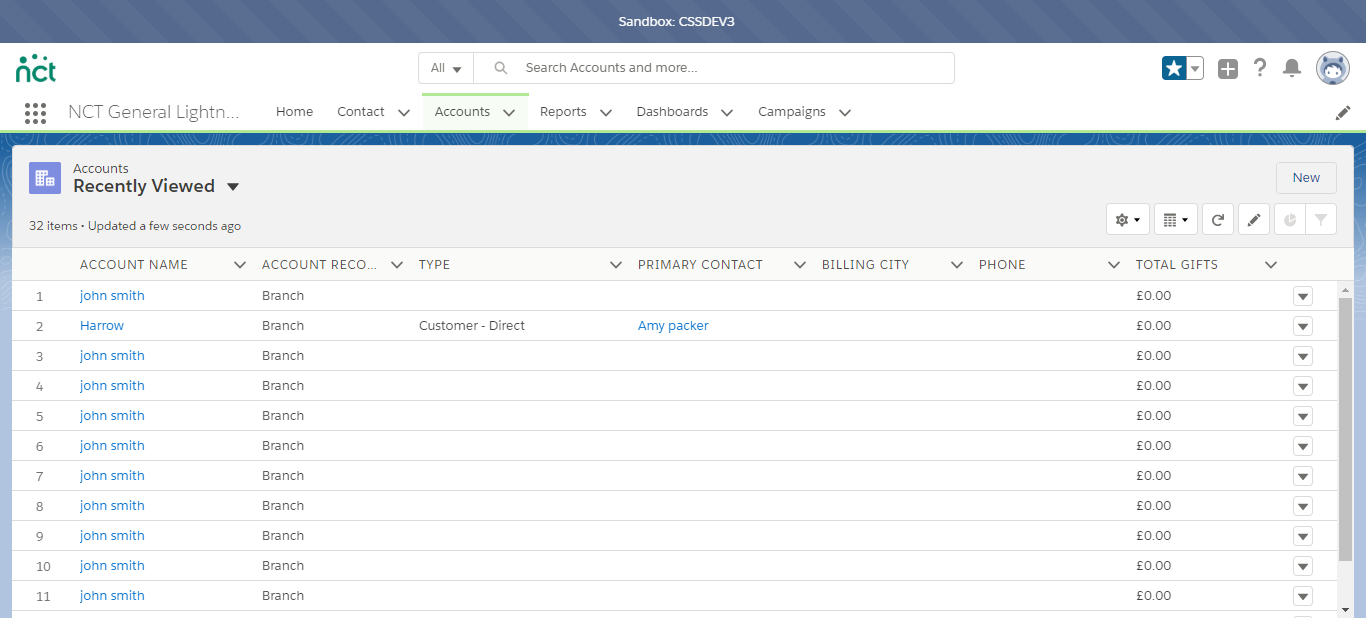 Sandbox: CSSDEV3
nct
All Search Accounts and more...
NCT General Lightn... Home Contact Accounts Reports Dashboards Campaigns
Accounts
Recently Viewed
New
32 items • Updated a few seconds ago
ACCOUNT NAME ACCOUNT RECO... TYPE PRIMARY CONTACT BILLING CITY PHONE TOTAL GIFTS
1 john smith Branch £0.00
2 Harrow Branch Customer - Direct Amy packer £0.00
3 john smith Branch £0.00
4 john smith Branch £0.00
5 john smith Branch £0.00
6 john smith Branch £0.00
7 john smith Branch £0.00
8 john smith Branch £0.00
9 john smith Branch £0.00
10 john smith Branch £0.00
11 john smith Branch £0.00